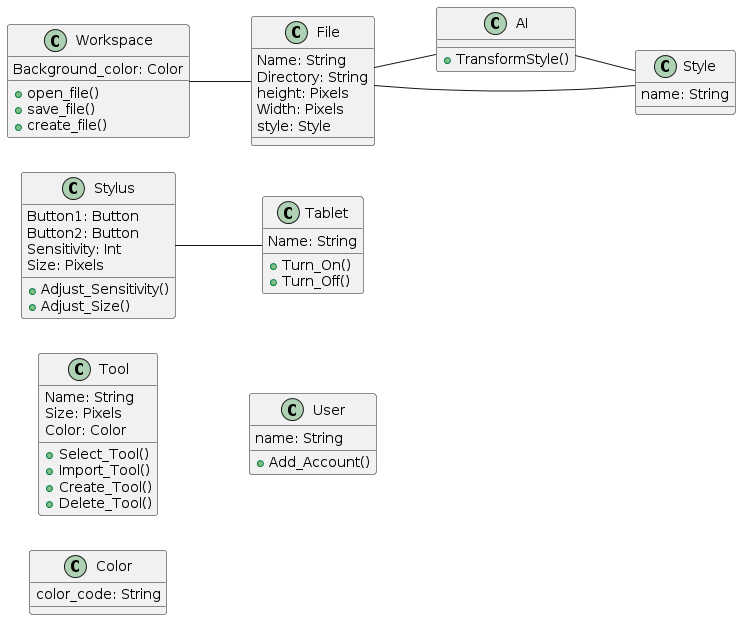 C Workspace
Background_color: Color
open_file()
save_file()
create_file()
C File
Name: String
Directory: String
height: Pixels
Width: Pixels
style: Style
C AI
TransformStyle()
C Style
name: String
C Stylus
Button1: Button
Button2: Button
Sensitivity: Int
Size: Pixels
Adjust_Sensitivity()
Adjust_Size()
C Tablet
Name: String
Turn_On()
Turn_Off()
C Tool
Name: String
Size: Pixels
Color: Color
Select_Tool()
Import_Tool()
Create_Tool()
Delete_Tool()
C User
name: String
Add_Account()
C Color
color_code: String